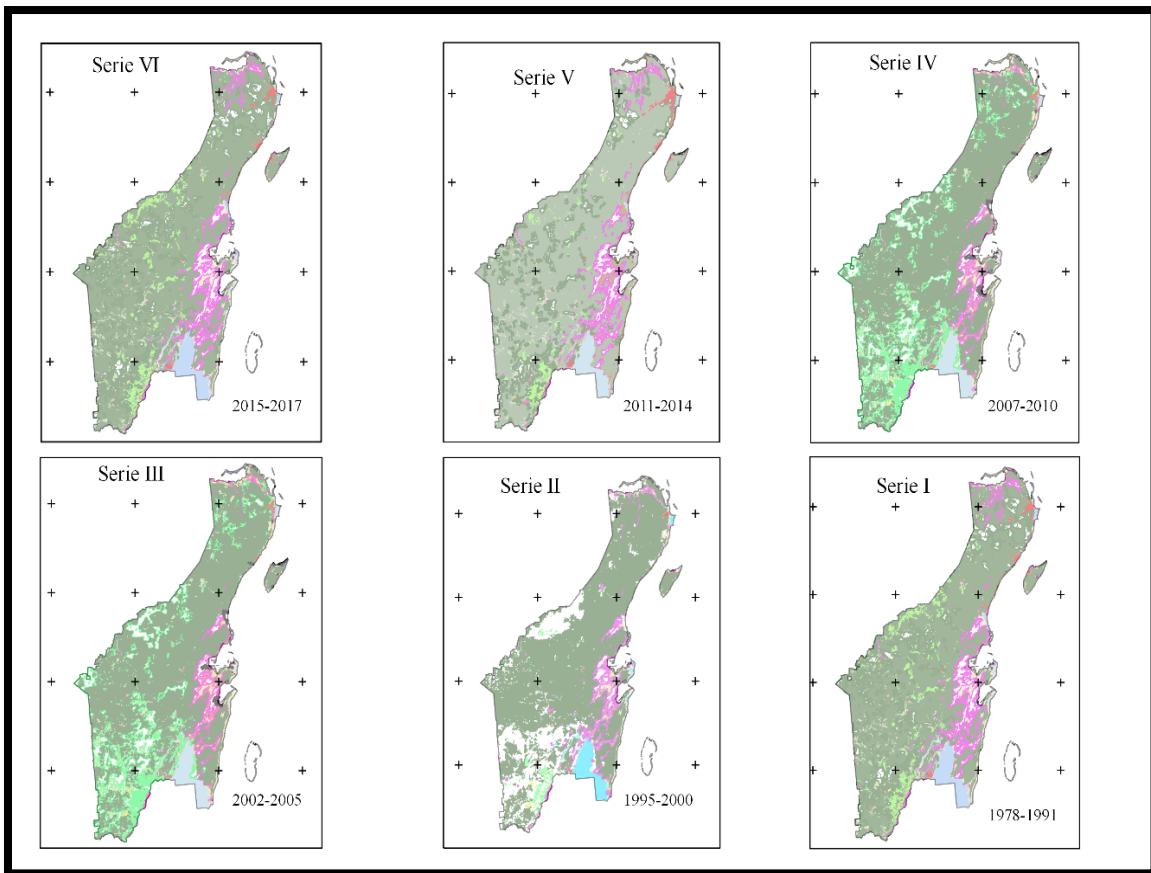 Serie VI
2015-2017
Serie V
2011-2014
Serie IV
2007-2010
Serie III
2002-2005
Serie II
1995-2000
Serie I
1978-1991